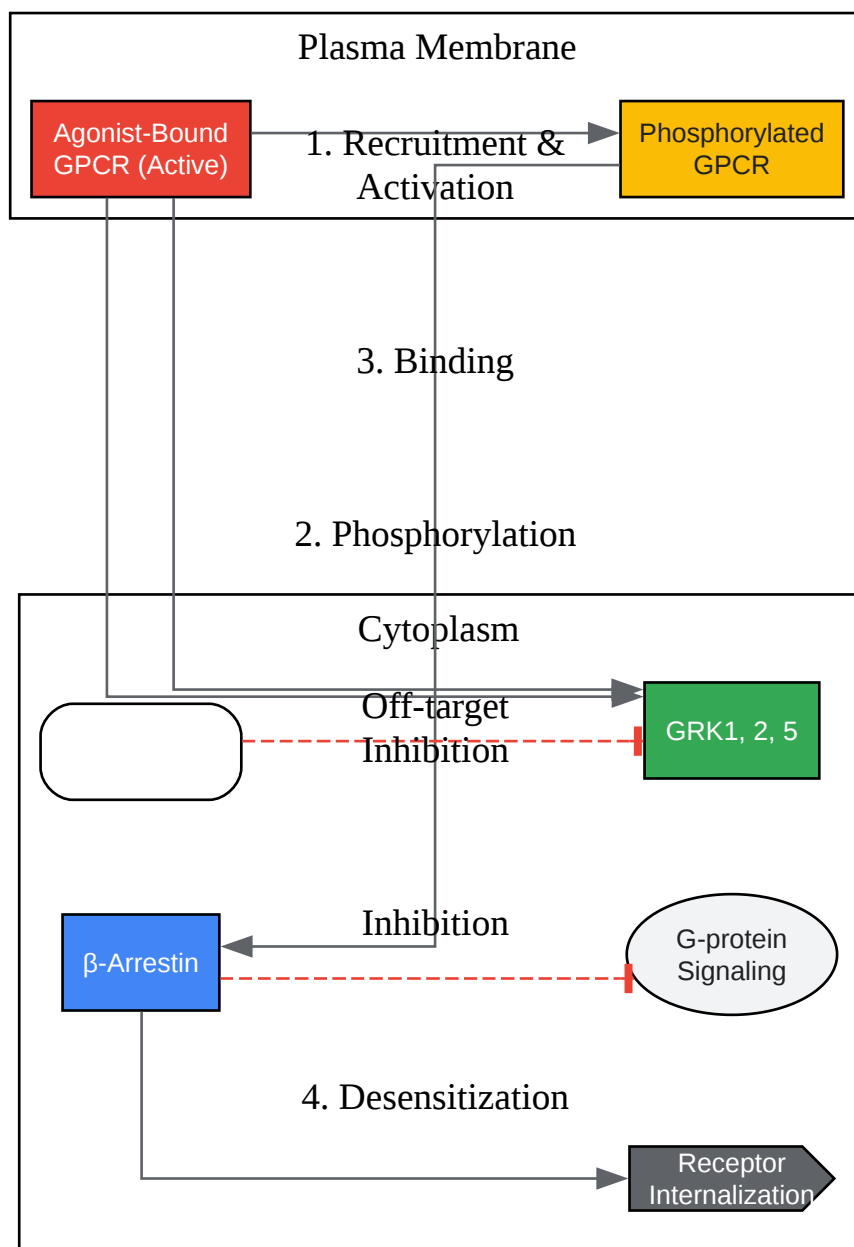 Plasma Membrane
Agonist-Bound
GPCR (Active)
1. Recruitment &
Activation
Phosphorylated
GPCR
3. Binding
2. Phosphorylation
Cytoplasm
Off-target
Inhibition
GRK1, 2, 5
β-Arrestin
Inhibition
G-protein
Signaling
4. Desensitization
Receptor
Internalization